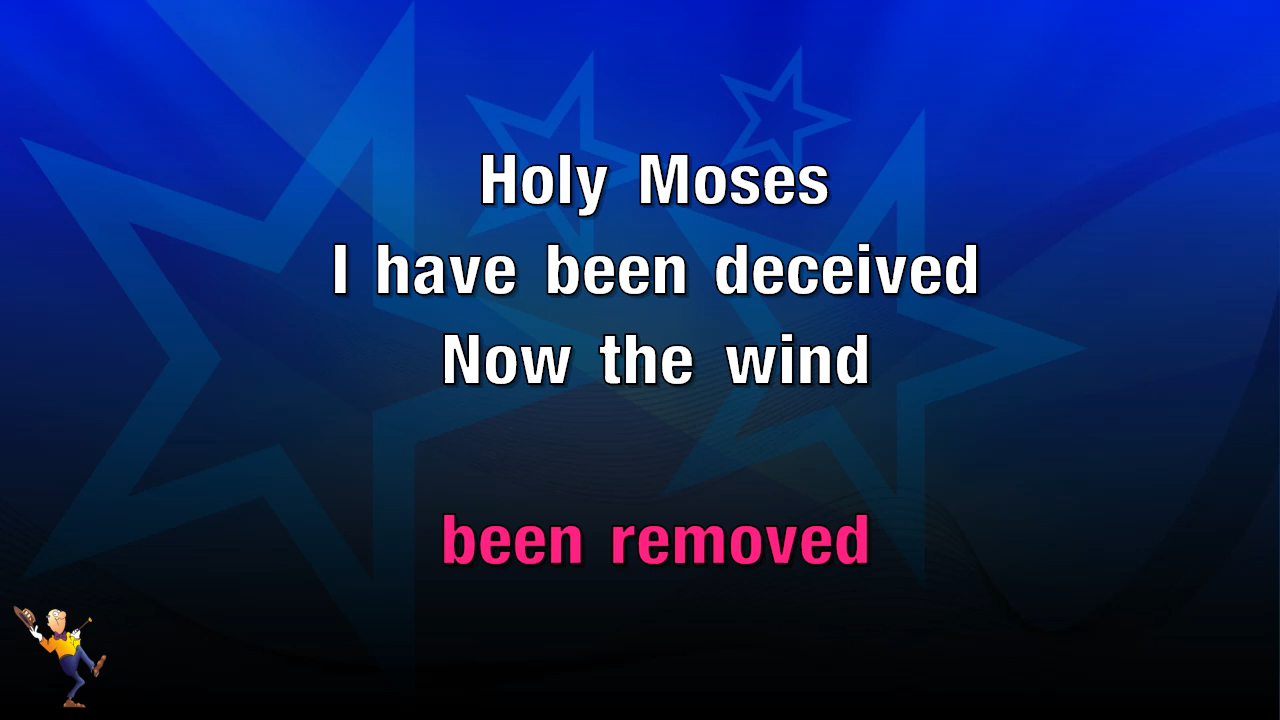 Holy Moses
I have been deceived
Now the wind
been removed